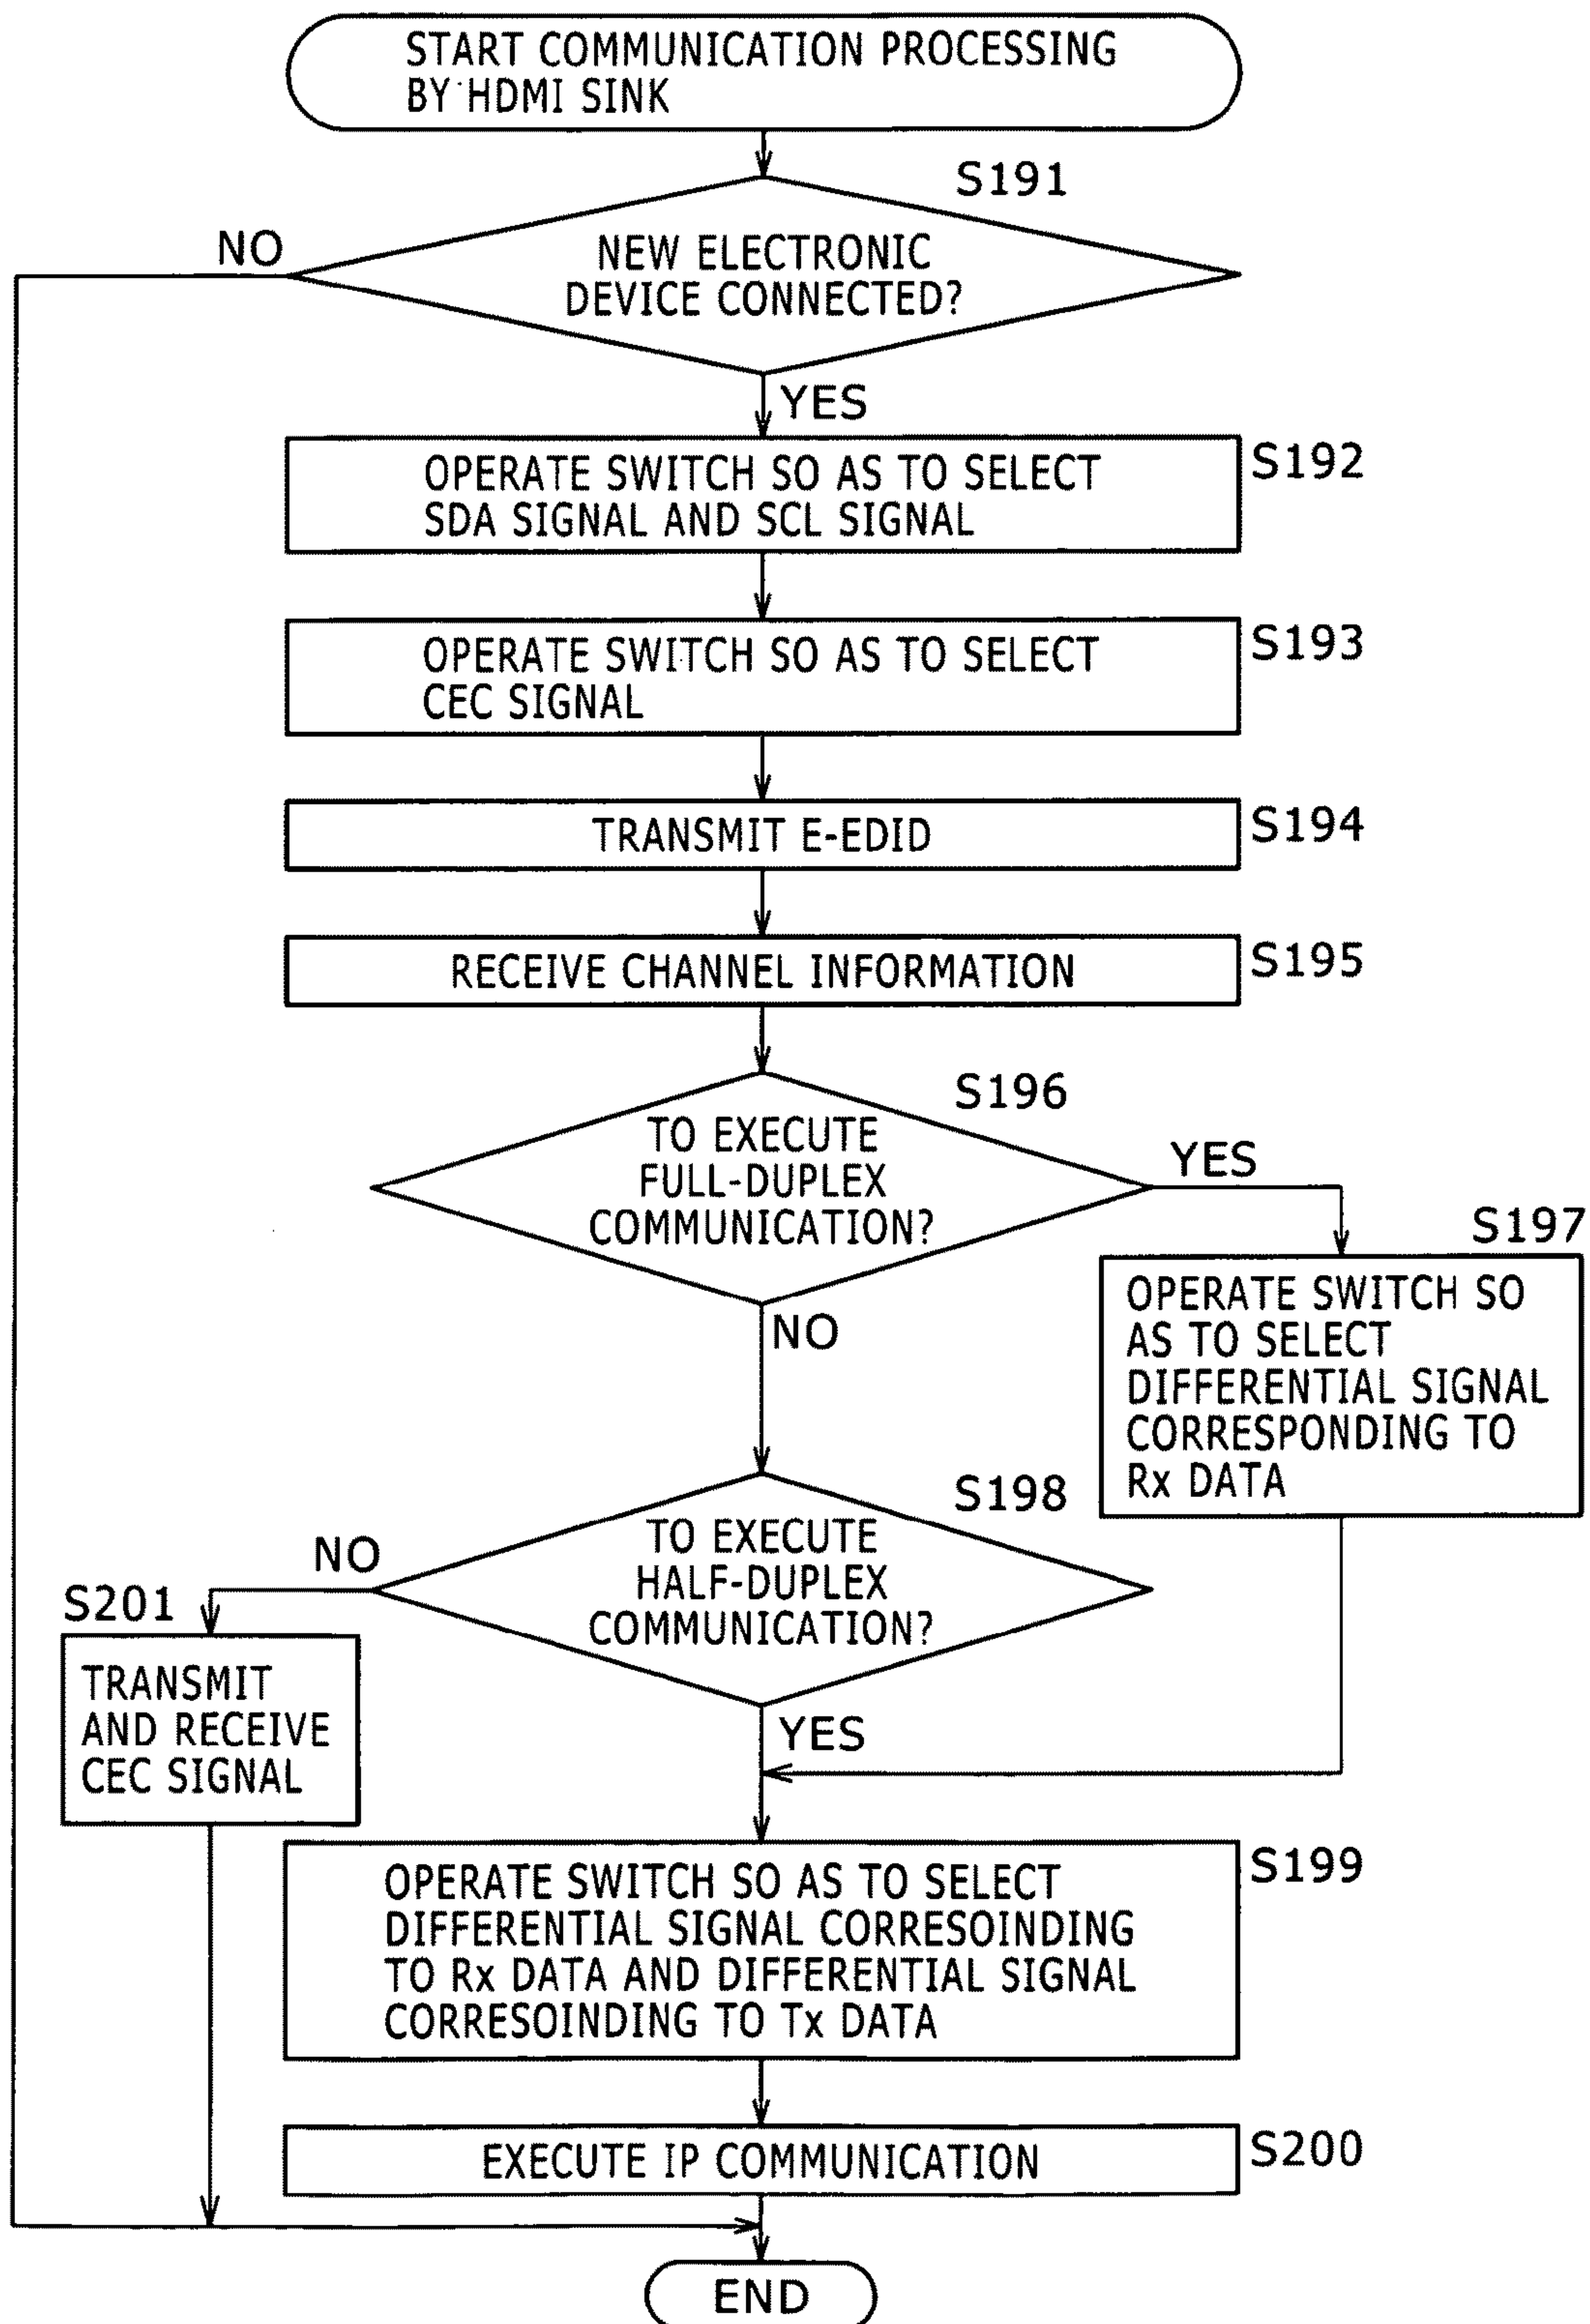 START COMMUNICATION PROCESSING
BY HDMI SINK
S191
NO
NEW ELECTRONIC
DEVICE CONNECTED?
YES
OPERATE SWITCH SO AS TO SELECT
SDA SIGNAL AND SCL SIGNAL
S192
OPERATE SWITCH SO AS TO SELECT
CEC SIGNAL
S193
TRANSMIT E-EDID
S194
RECEIVE CHANNEL INFORMATION
S195
S196
TO EXECUTE
FULL-DUPLEX
COMMUNICATION?
YES
NO
S197
OPERATE SWITCH SO
AS TO SELECT
DIFFERENTIAL SIGNAL
CORRESPONDING TO
Rx DATA
S198
TO EXECUTE
HALF-DUPLEX
COMMUNICATION?
NO
YES
S201
TRANSMIT
AND RECEIVE
CEC SIGNAL
S199
OPERATE SWITCH SO AS TO SELECT
DIFFERENTIAL SIGNAL CORRESOINDING
TO Rx DATA AND DIFFERENTIAL SIGNAL
CORRESOINDING TO Tx DATA
EXECUTE IP COMMUNICATION
S200
END